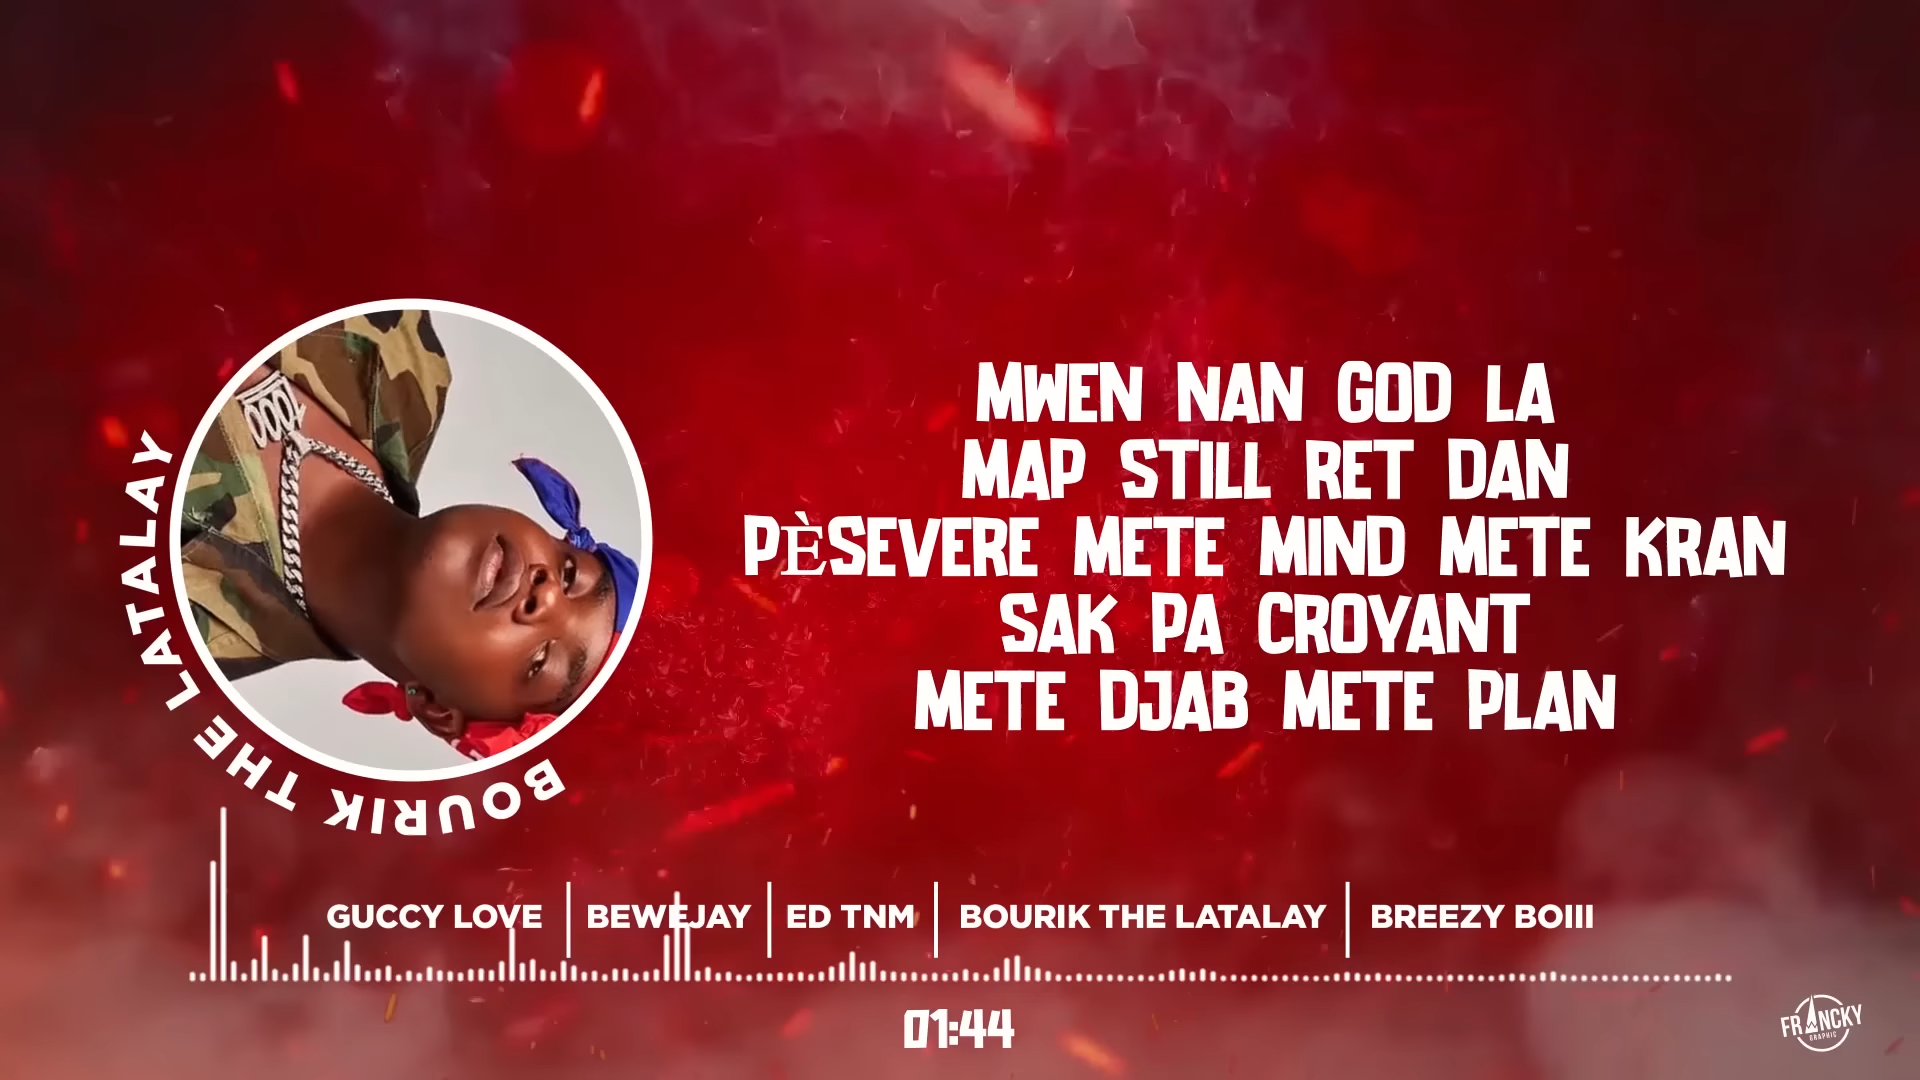 MWEN NAN GOD LA
MAP STILL RET DAN
PÈSEVERE METE MIND METE KRAN
SAK PA CROYANT
METE DJAB METE PLAN
BOURIK THE LATALAY
GUCCY LOVE | BEWEJAY | ED TNM | BOURIK THE LATALAY | BREEZY BOIII
01:44
FRANCKY
GRAPHIC